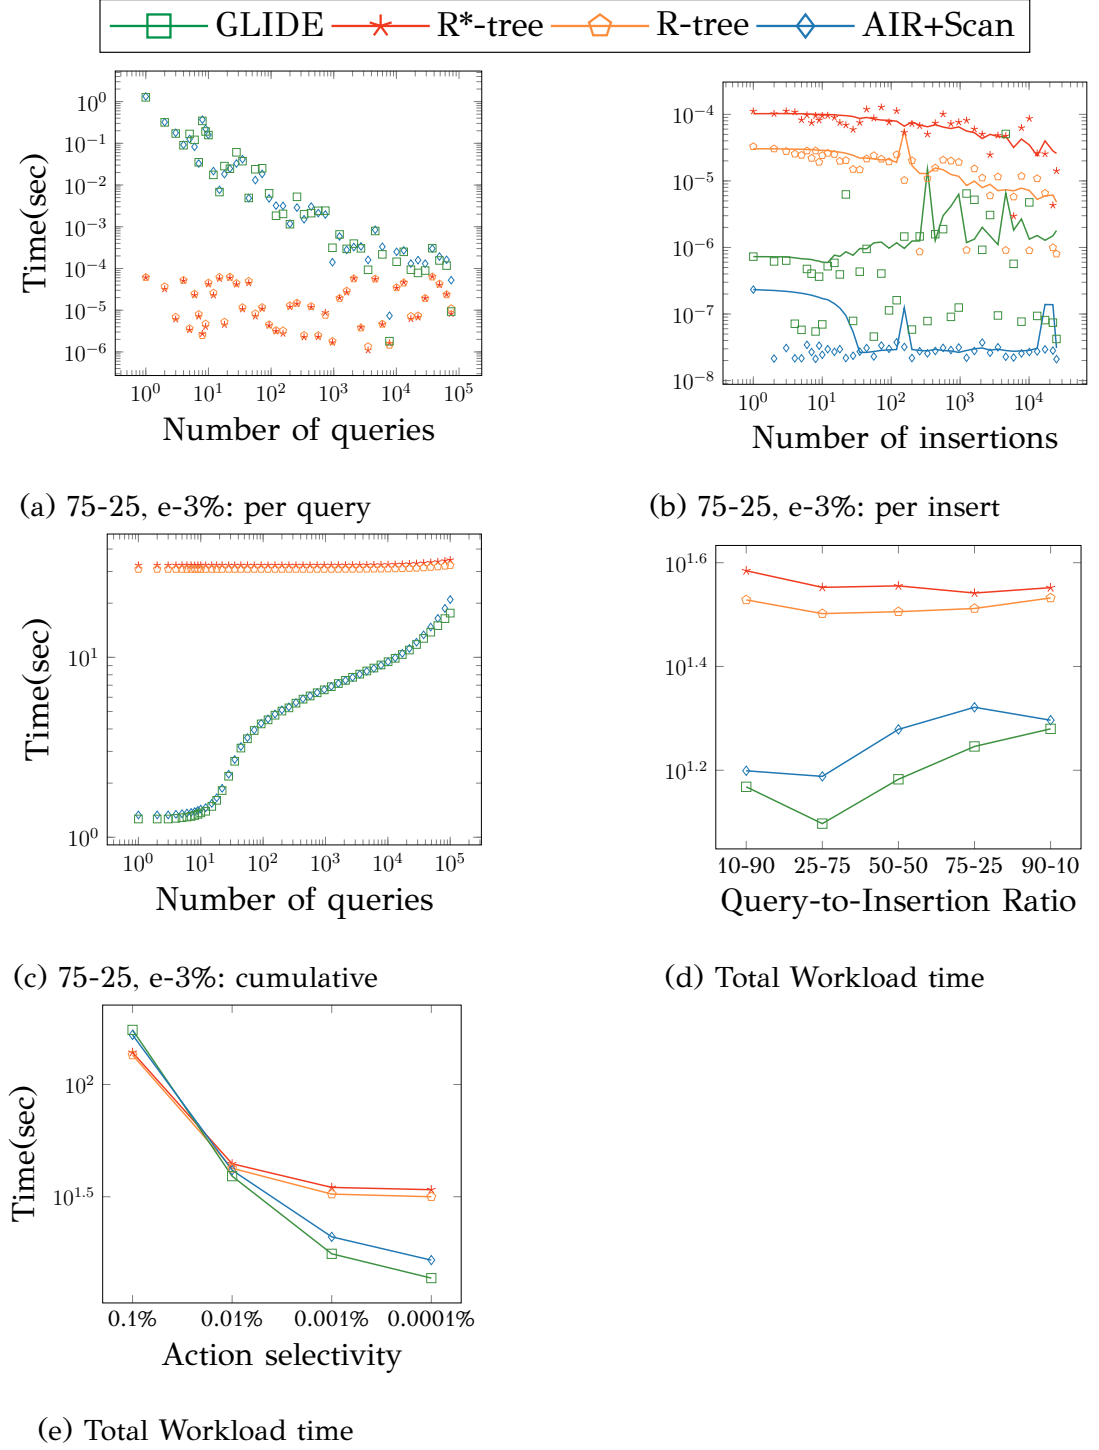 GLIDE R*-tree R-tree AIR+Scan
10^0
10^-1
10^-2
10^-3
10^-4
10^-5
10^-6
Time(sec)
10^0 10^1 10^2 10^3 10^4 10^5
Number of queries
(a) 75-25, e-3%: per query
10^-4
10^-5
10^-6
10^-7
10^-8
10^0 10^1 10^2 10^3 10^4
Number of insertions
(b) 75-25, e-3%: per insert
10^1
10^0
Time(sec)
10^0 10^1 10^2 10^3 10^4 10^5
Number of queries
(c) 75-25, e-3%: cumulative
10^1.6
10^1.4
10^1.2
10-90 25-75 50-50 75-25 90-10
Query-to-Insertion Ratio
(d) Total Workload time
10^2
10^1.5
Time(sec)
0.1% 0.01% 0.001% 0.0001%
Action selectivity
(e) Total Workload time